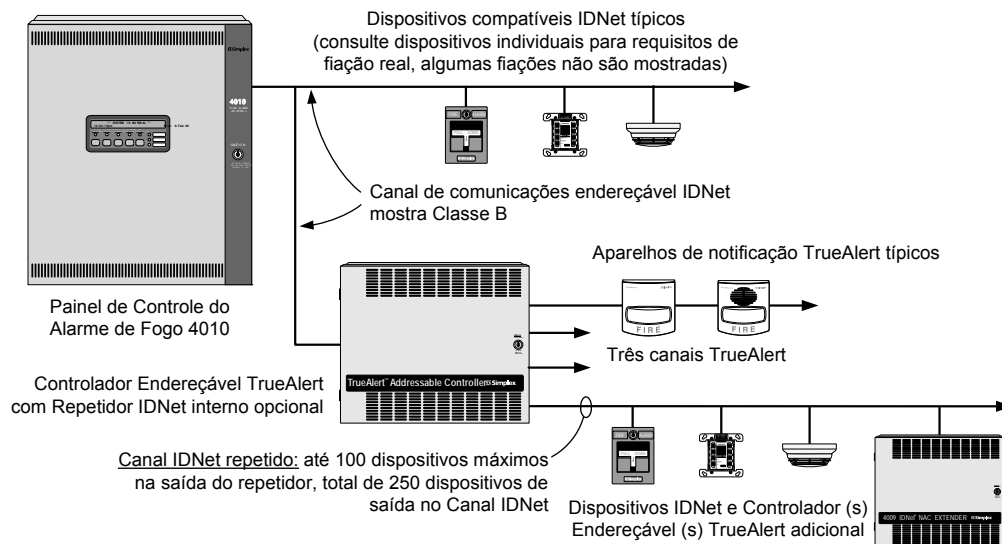 Dispositivos compatíveis IDNet típicos
(consulte dispositivos individuais para requisitos de
fiação real, algumas fiações não são mostradas)
Simplex
4010
Canal de comunicações endereçável IDNet
mostra Classe B
Painel de Controle do
Alarme de Fogo 4010
Aparelhos de notificação TrueAlert típicos
FIRE
FIRE
Três canais TrueAlert
Controlador Endereçável TrueAlert
com Repetidor IDNet interno opcional
TrueAlert™ Addressable Controller Simplex
Canal IDNet repetido: até 100 dispositivos máximos
na saída do repetidor, total de 250 dispositivos de
saída no Canal IDNet
Dispositivos IDNet e Controlador (s)
Endereçável (s) TrueAlert adicional
4009 IDNet NAC EXTENDER Simplex